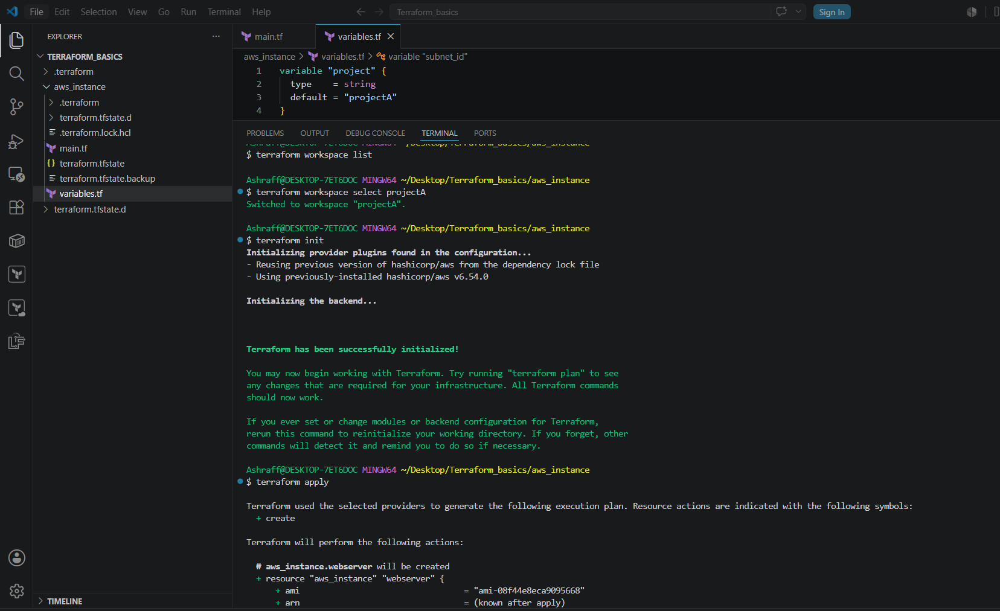 File Edit Selection View Go Run Terminal Help
Terraform_basics
Sign In
EXPLORER
TERRAFORM_BASICS
.terraform
aws_instance
.terraform
terraform.tfstate.d
.terraform.lock.hcl
main.tf
terraform.tfstate
terraform.tfstate.backup
variables.tf
terraform.tfstate.d
TIMELINE
main.tf
variables.tf
aws_instance > variables.tf > variable "subnet_id"
1 variable "project" {
2 type    = string
3 default = "projectA"
4 }
PROBLEMS OUTPUT DEBUG CONSOLE TERMINAL PORTS
Ashraff@DESKTOP-7ET6DOC MINGW64 ~/Desktop/Terraform_basics/aws_instance
$ terraform workspace list
Ashraff@DESKTOP-7ET6DOC MINGW64 ~/Desktop/Terraform_basics/aws_instance
$ terraform workspace select projectA
Switched to workspace "projectA".
Ashraff@DESKTOP-7ET6DOC MINGW64 ~/Desktop/Terraform_basics/aws_instance
$ terraform init
Initializing provider plugins found in the configuration...
- Reusing previous version of hashicorp/aws from the dependency lock file
- Using previously-installed hashicorp/aws v6.54.0
Initializing the backend...
Terraform has been successfully initialized!
You may now begin working with Terraform. Try running "terraform plan" to see
any changes that are required for your infrastructure. All Terraform commands
should now work.
If you ever set or change modules or backend configuration for Terraform,
rerun this command to reinitialize your working directory. If you forget, other
commands will detect it and remind you to do so if necessary.
Ashraff@DESKTOP-7ET6DOC MINGW64 ~/Desktop/Terraform_basics/aws_instance
$ terraform apply
Terraform used the selected providers to generate the following execution plan. Resource actions are indicated with the following symbols:
+ create
Terraform will perform the following actions:
# aws_instance.webserver will be created
+ resource "aws_instance" "webserver" {
+ ami = "ami-08f44e8eca9095668"
+ arn = (known after apply)